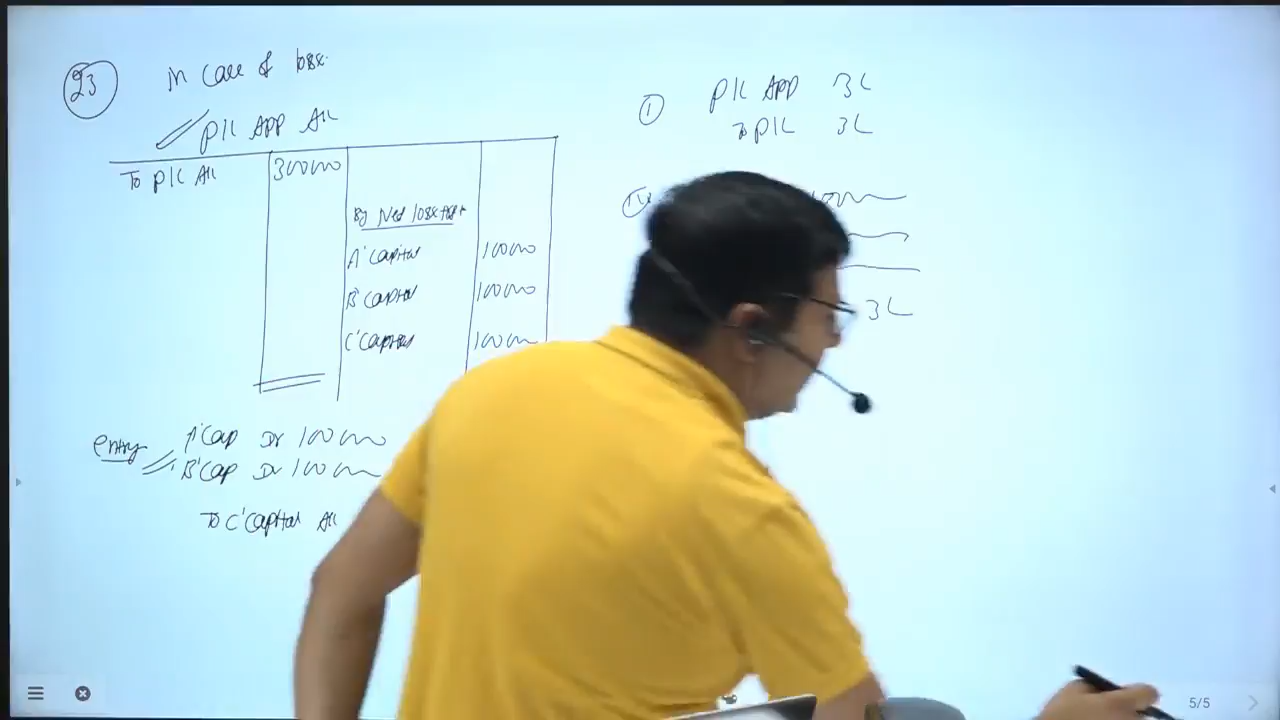 23 in case of loss.
P/L APP A/c
To P/L A/c 300000
By Net loss
A's Capital 100000
B's Capital 100000
C's Capital 100000
entry A's Cap Dr 100000
B's Cap Dr 100000
To C's Capital A/c
① P/L APP 3L
To P/L 3L
3L
5/5